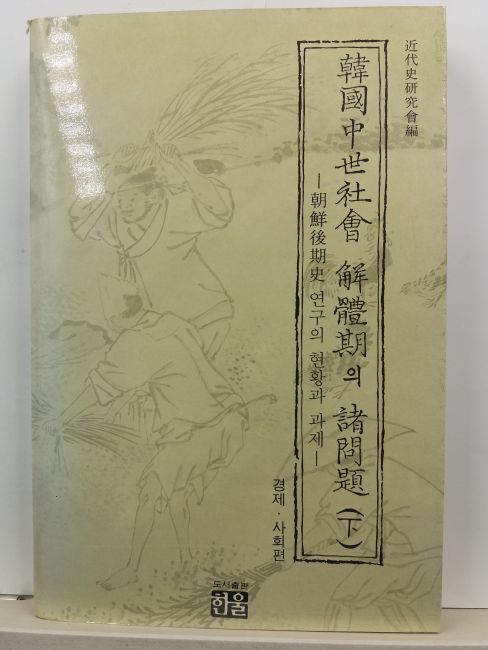 近代史研究會編
韓國中世社會 解體期의 諸問題(下)
—朝鮮後期史 연구의 현황과 과제—
경제·사회편
도서출판
한울